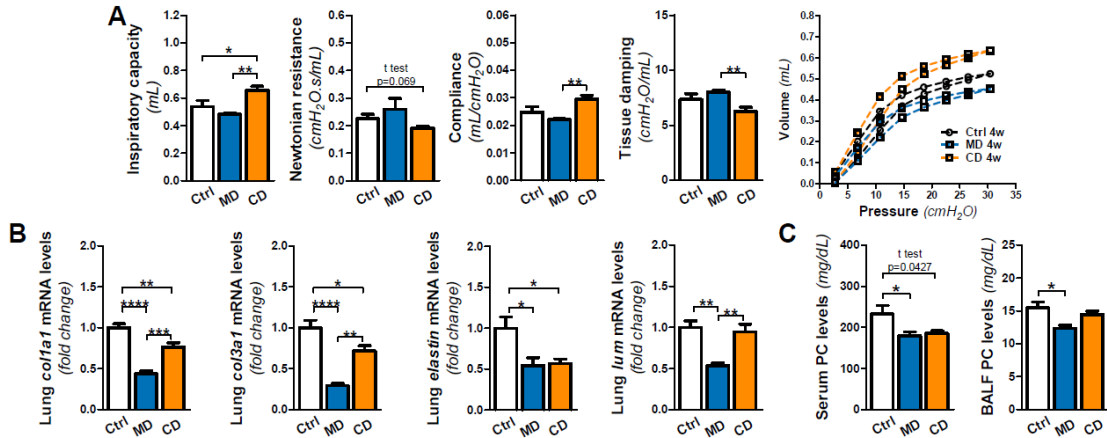 A
Inspiratory capacity
(mL)
1.2
1.0
0.8
0.6
0.4
0.2
0.0
*
**
Ctrl
MD
CD
Newtonian resistance
(cmH2O.s/mL)
0.6
0.4
0.2
0.0
t test
p=0.069
Ctrl
MD
CD
Compliance
(mL/cmH2O)
0.06
0.04
0.02
0.00
**
Ctrl
MD
CD
Tissue damping
(cmH2O/mL)
15
10
5
0
**
Ctrl
MD
CD
Volume (mL)
0.8
0.7
0.6
0.5
0.4
0.3
0.2
0.1
0.0
Ctrl 4w
MD 4w
CD 4w
0 5 10 15 20 25 30 35
Pressure (cmH2O)
B
Lung col1a1 mRNA levels
(fold change)
2.0
1.5
1.0
0.5
0.0
**
****
***
Ctrl
MD
CD
Lung col3a1 mRNA levels
(fold change)
2.0
1.5
1.0
0.5
0.0
*
****
**
Ctrl
MD
CD
Lung elastin mRNA levels
(fold change)
2.0
1.5
1.0
0.5
0.0
*
*
Ctrl
MD
CD
Lung lum mRNA levels
(fold change)
2.0
1.5
1.0
0.5
0.0
**
**
Ctrl
MD
CD
C
Serum PC levels (mg/dL)
400
300
200
100
0
t test
p=0.0427
*
Ctrl
MD
CD
BALF PC levels (mg/dL)
25
20
15
10
5
0
*
Ctrl
MD
CD